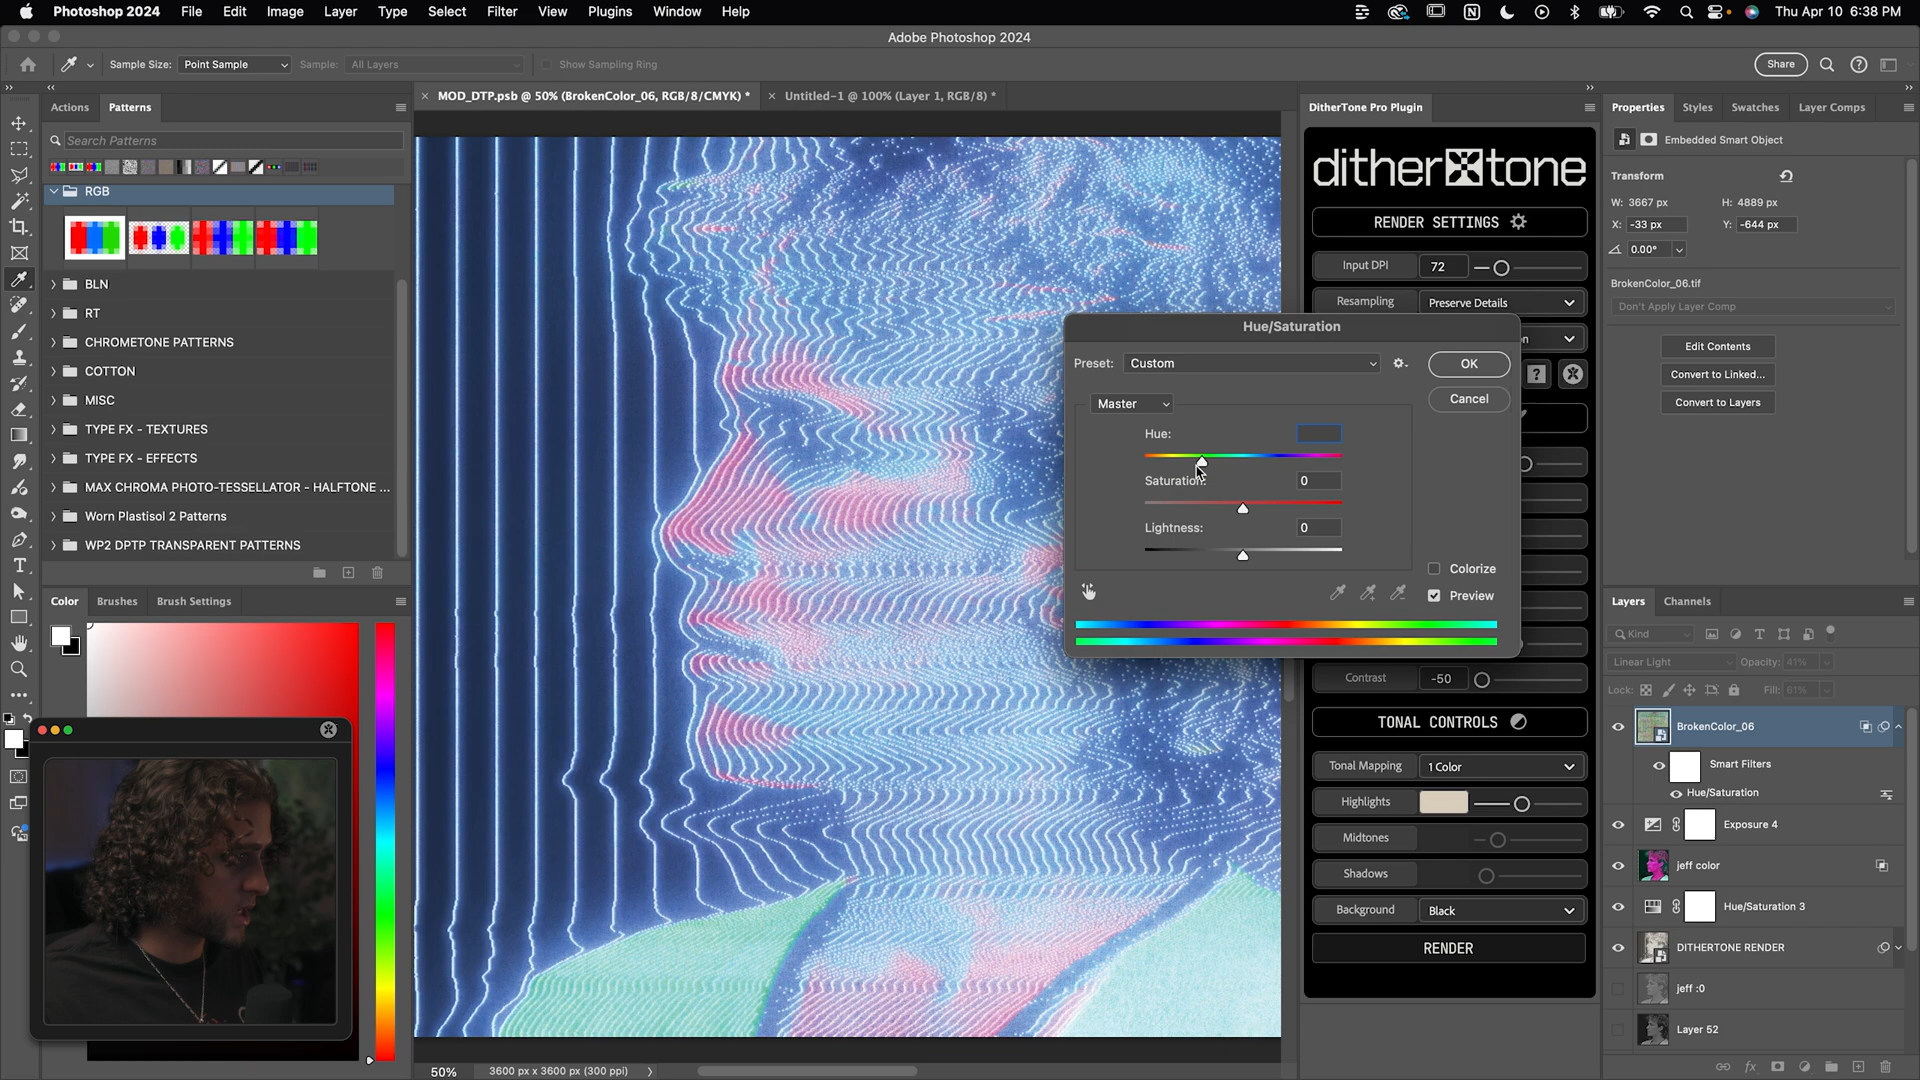 Photoshop 2024 File Edit Image Layer Type Select Filter View Plugins Window Help
Thu Apr 10 6:38 PM
Adobe Photoshop 2024
Sample Size: Point Sample Sample: All Layers Show Sampling Ring
Share
Actions Patterns
MOD_DTP.psb @ 50% (BrokenColor_06, RGB/8/CMYK) *
Untitled-1 @ 100% (Layer 1, RGB/8) *
DitherTone Pro Plugin
Properties Styles Swatches Layer Comps
Search Patterns
RGB
BLN
RT
CHROMETONE PATTERNS
COTTON
MISC
TYPE FX - TEXTURES
TYPE FX - EFFECTS
MAX CHROMA PHOTO-TESSELLATOR - HALFTONE ...
Worn Plastisol 2 Patterns
WP2 DPTP TRANSPARENT PATTERNS
Color Brushes Brush Settings
50% 3600 px x 3600 px (300 ppi)
dither tone
RENDER SETTINGS
Input DPI 72
Resampling Preserve Details
Hue/Saturation
Preset: Custom
OK
Cancel
Master
Hue:
Saturation: 0
Lightness: 0
Colorize
Preview
Contrast -50
TONAL CONTROLS
Tonal Mapping 1 Color
Highlights
Midtones
Shadows
Background Black
RENDER
Embedded Smart Object
Transform
W: 3667 px H: 4889 px
X: -33 px Y: -644 px
0.00°
BrokenColor_06.tif
Don't Apply Layer Comp
Edit Contents
Convert to Linked...
Convert to Layers
Layers Channels
Kind
Linear Light Opacity: 41%
Lock: Fill: 61%
BrokenColor_06
Smart Filters
Hue/Saturation
Exposure 4
jeff color
Hue/Saturation 3
DITHERTONE RENDER
jeff :0
Layer 52